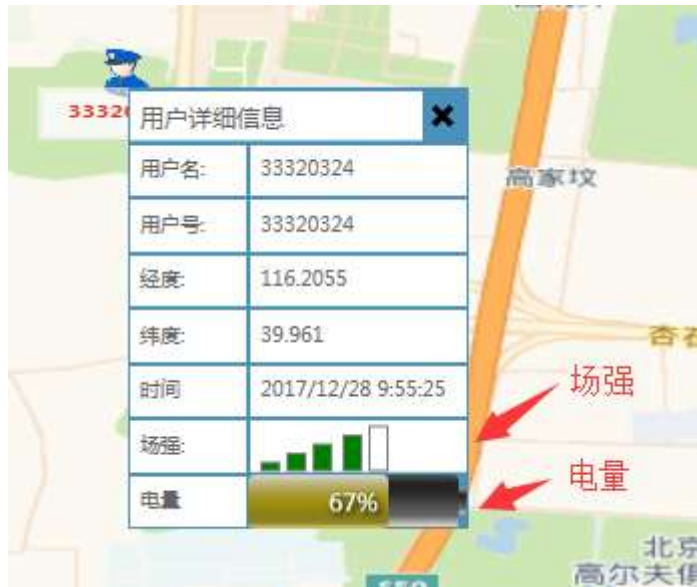 3332
用户详细信息
用户名: 33320324
用户号: 33320324
高家坟
经度: 116.2055
纬度: 39.961
杏石
时间 2017/12/28 9:55:25
场强
场强:
电量
电量 67%
北京
高尔夫俱